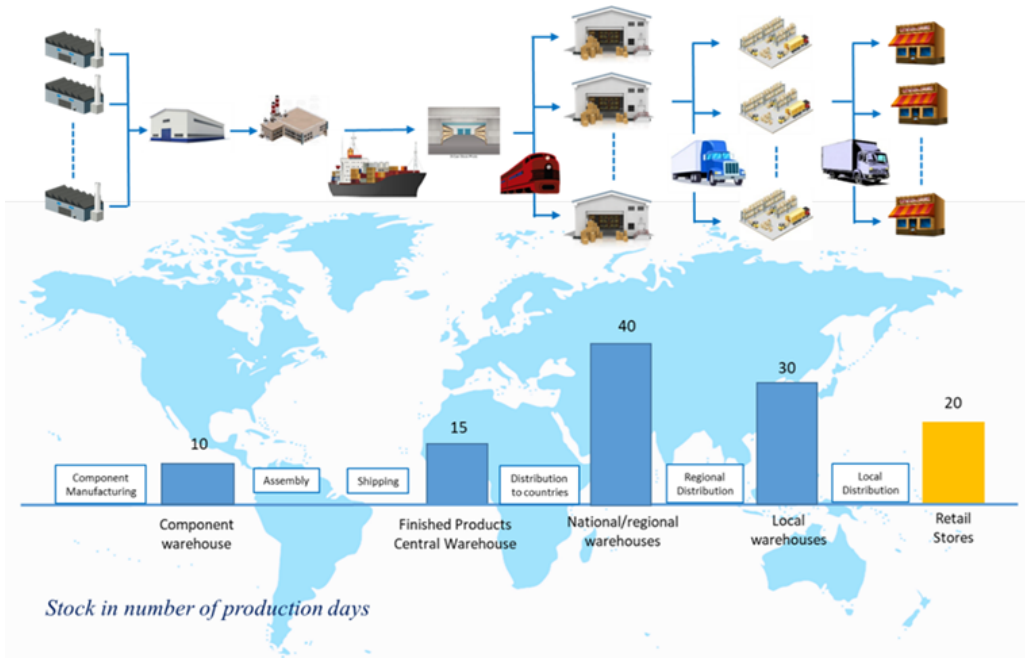 40
30
20
15
10
Component
Manufacturing
Assembly
Shipping
Distribution
to countries
Regional
Distribution
Local
Distribution
Component
warehouse
Finished Products
Central Warehouse
National/regional
warehouses
Local
warehouses
Retail
Stores
Stock in number of production days